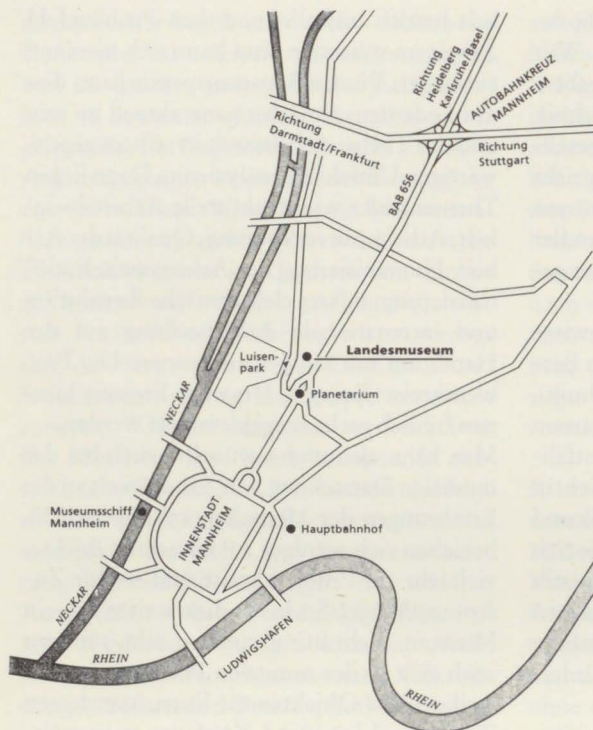 Richtung
Heidelberg
Karlsruhe/Basel
AUTOBAHNKREUZ
MANNHEIM
Richtung
Darmstadt/Frankfurt
Richtung
Stuttgart
BAB 656
Landesmuseum
Luisen-
park
Planetarium
NECKAR
Museumsschiff
Mannheim
INNENSTADT
MANNHEIM
Hauptbahnhof
NECKAR
LUDWIGSHAFEN
RHEIN
RHEIN